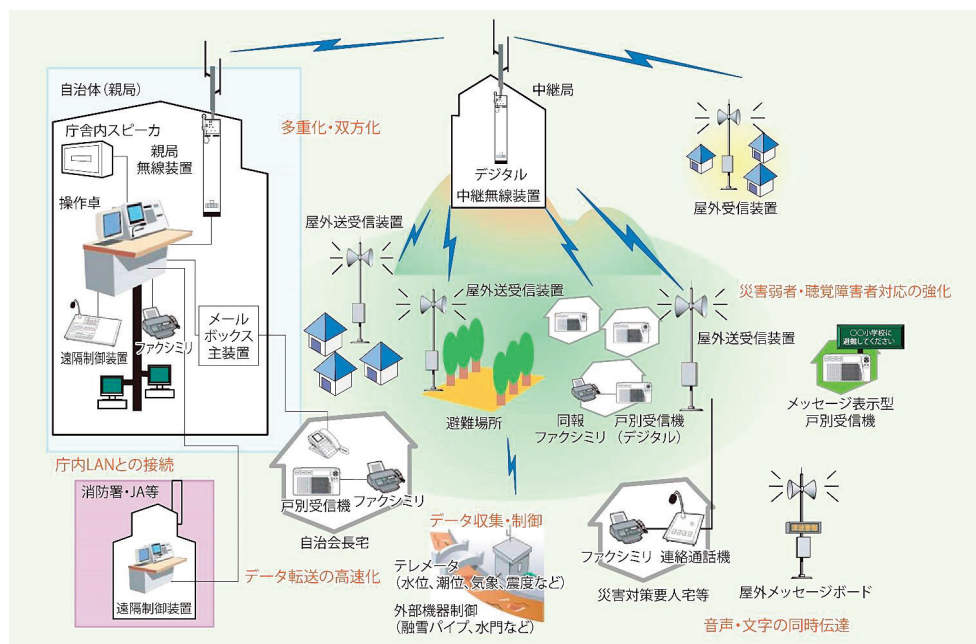 自治体（親局）
庁舎内スピーカ
親局
無線装置
操作卓
遠隔制御装置
ファクシミリ
メール
ボックス
主装置
多重化・双方化
中継局
デジタル
中継無線装置
屋外受信装置
屋外送受信装置
屋外送受信装置
避難場所
同報
ファクシミリ
戸別受信機
（デジタル）
屋外送受信装置
災害弱者・聴覚障害者対応の強化
〇〇小学校に
避難してください
メッセージ表示型
戸別受信機
庁内LANとの接続
消防署・JA等
遠隔制御装置
データ転送の高速化
戸別受信機
ファクシミリ
自治会長宅
データ収集・制御
テレメータ
（水位、潮位、気象、震度など）
外部機器制御
（融雪パイプ、水門など）
ファクシミリ
連絡通話機
災害対策要人宅等
屋外メッセージボード
音声・文字の同時伝達